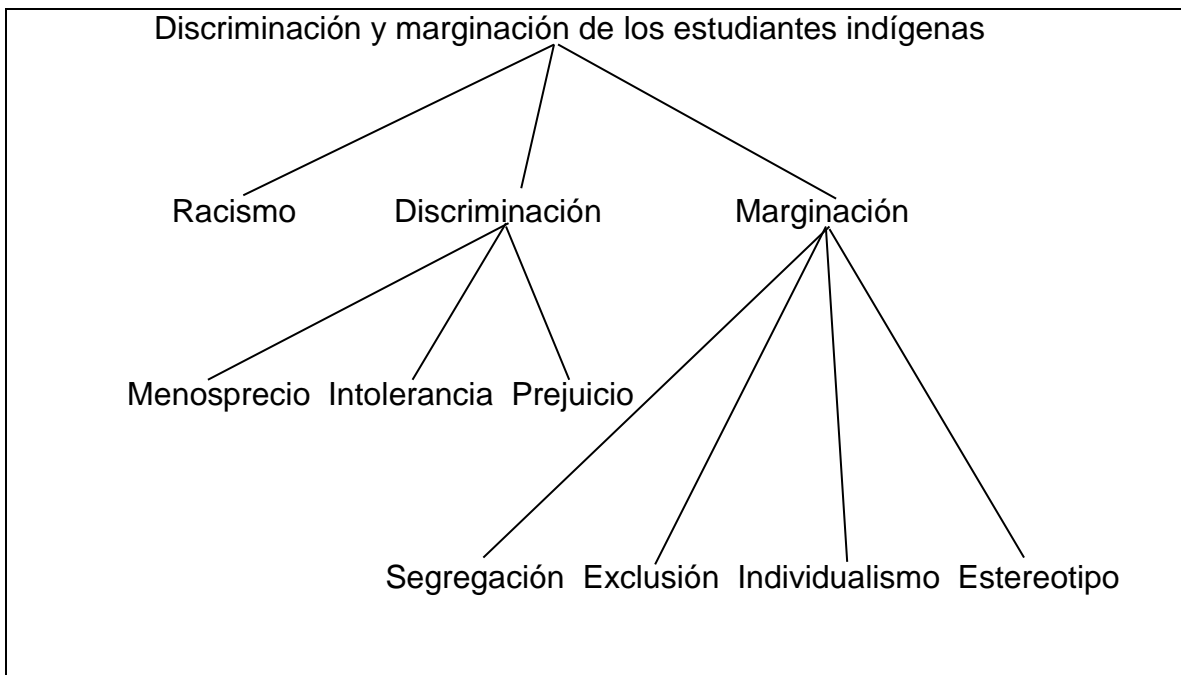 Discriminación y marginación de los estudiantes indígenas
Racismo Discriminación Marginación
Menosprecio Intolerancia Prejuicio
Segregación Exclusión Individualismo Estereotipo